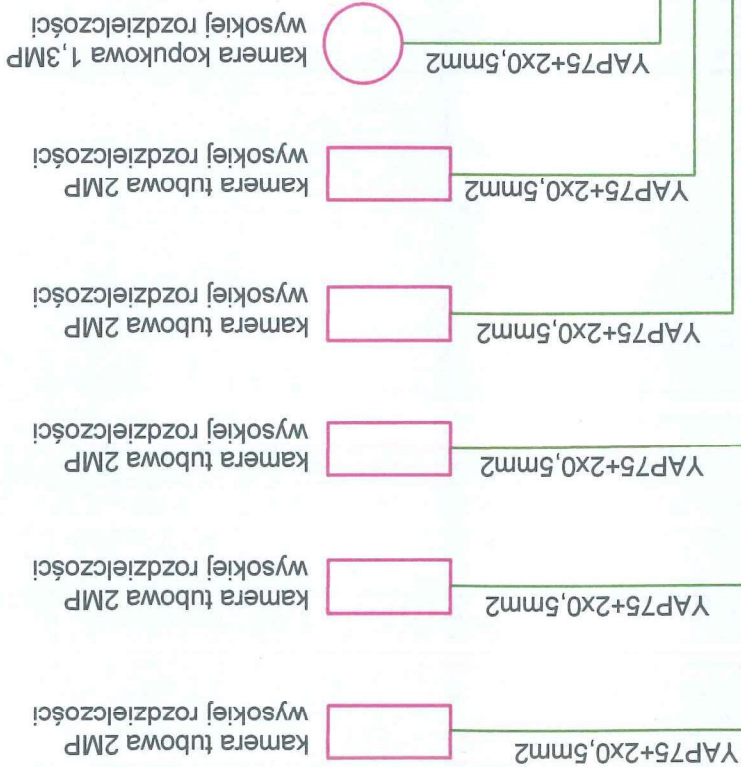 YAP75+2x0,5mm2
kamera tubowa 2MP
wysokiej rozdzielczości
YAP75+2x0,5mm2
kamera tubowa 2MP
wysokiej rozdzielczości
YAP75+2x0,5mm2
kamera tubowa 2MP
wysokiej rozdzielczości
YAP75+2x0,5mm2
kamera tubowa 2MP
wysokiej rozdzielczości
YAP75+2x0,5mm2
kamera tubowa 2MP
wysokiej rozdzielczości
YAP75+2x0,5mm2
kamera kopukowa 1,3MP
wysokiej rozdzielczości